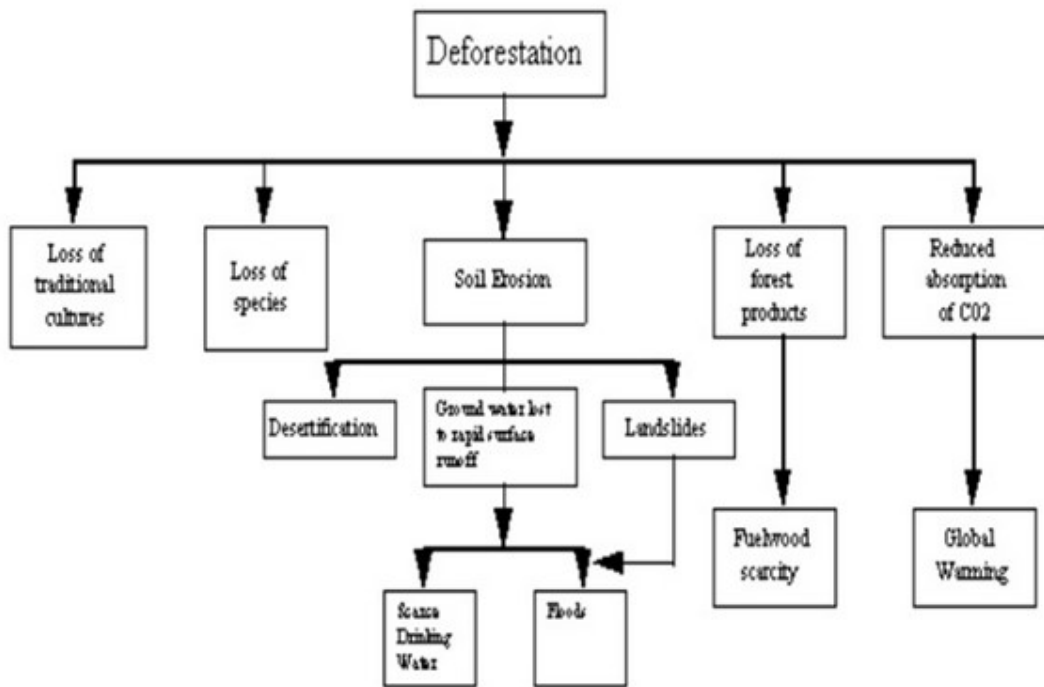 Deforestation
Loss of
traditional
cultures
Loss of
species
Soil Erosion
Loss of
forest
products
Reduced
absorption
of C02
Desertification
Ground water lost
to rapid surface
runoff
Landslides
Fuelwood
scarcity
Global
Warming
Scarce
Drinking
Water
Floods